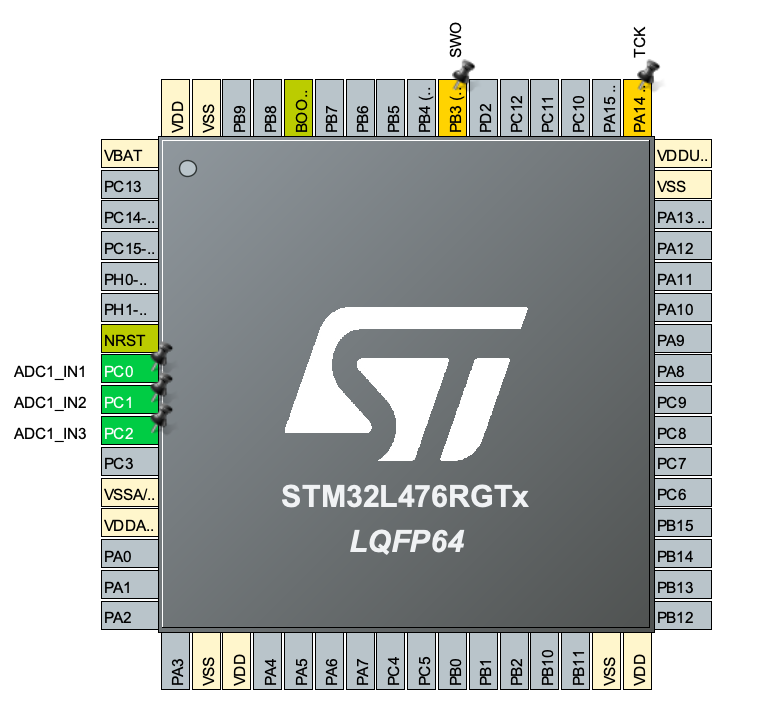 SWO
TCK
VDD
VSS
PB9
PB8
BOO..
PB7
PB6
PB5
PB4 (..
PB3 (..
PD2
PC12
PC11
PC10
PA15 ..
PA14 ..
VBAT
PC13
PC14-..
PC15-..
PH0-..
PH1-..
NRST
ADC1_IN1 PC0
ADC1_IN2 PC1
ADC1_IN3 PC2
PC3
VSSA/..
VDDA..
PA0
PA1
PA2
STM32L476RGTx
LQFP64
VDDU..
VSS
PA13 ..
PA12
PA11
PA10
PA9
PA8
PC9
PC8
PC7
PC6
PB15
PB14
PB13
PB12
PA3
VSS
VDD
PA4
PA5
PA6
PA7
PC4
PC5
PB0
PB1
PB2
PB10
PB11
VSS
VDD